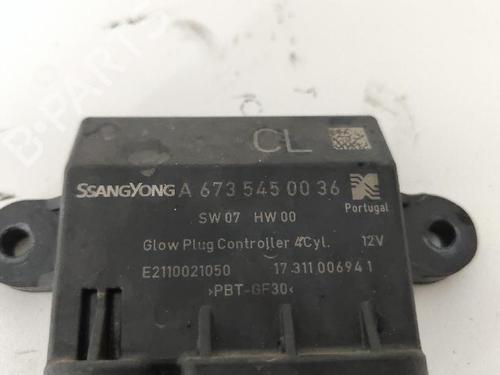 B-PARTS
CL
SSANGYONG A 673 545 00 36
Portugal
SW 07 HW 00
Glow Plug Controller 4Cyl. 12V
E2110021050 17 311 00694 1
>PBT-GF30<